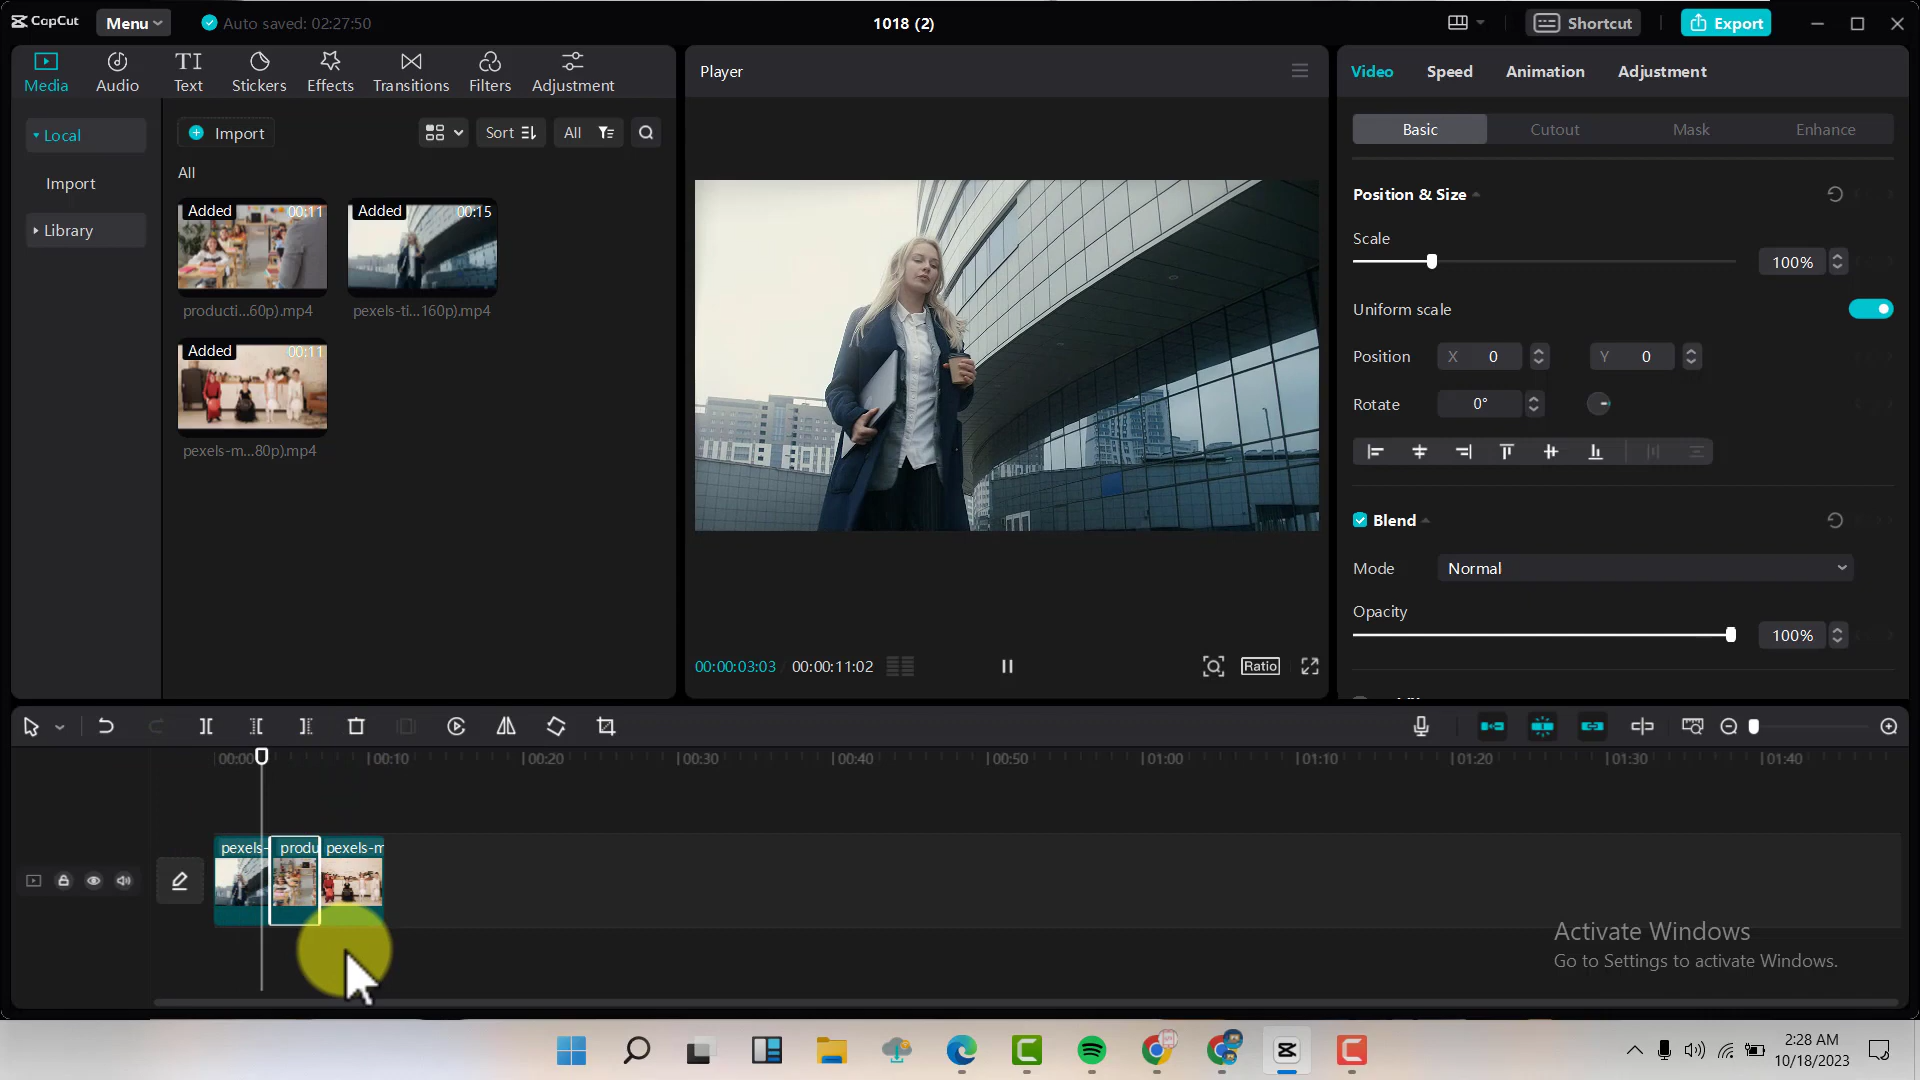 CapCut
Menu
Auto saved: 02:27:50
1018 (2)
Shortcut
Export
Media
Audio
Text
Stickers
Effects
Transitions
Filters
Adjustment
Local
Import
Library
Import
Sort
All
All
Added
00:11
producti...60p).mp4
Added
00:15
pexels-ti...160p).mp4
Added
00:11
pexels-m...80p).mp4
Player
00:00:03:03
00:00:11:02
Ratio
Video
Speed
Animation
Adjustment
Basic
Cutout
Mask
Enhance
Position & Size
Scale
100%
Uniform scale
Position
X 0
Y 0
Rotate
0°
Blend
Mode
Normal
Opacity
100%
00:00
00:10
00:20
00:30
00:40
00:50
01:00
01:10
01:20
01:30
01:40
pexels-
produ
pexels-m
Activate Windows
Go to Settings to activate Windows.
2:28 AM
10/18/2023